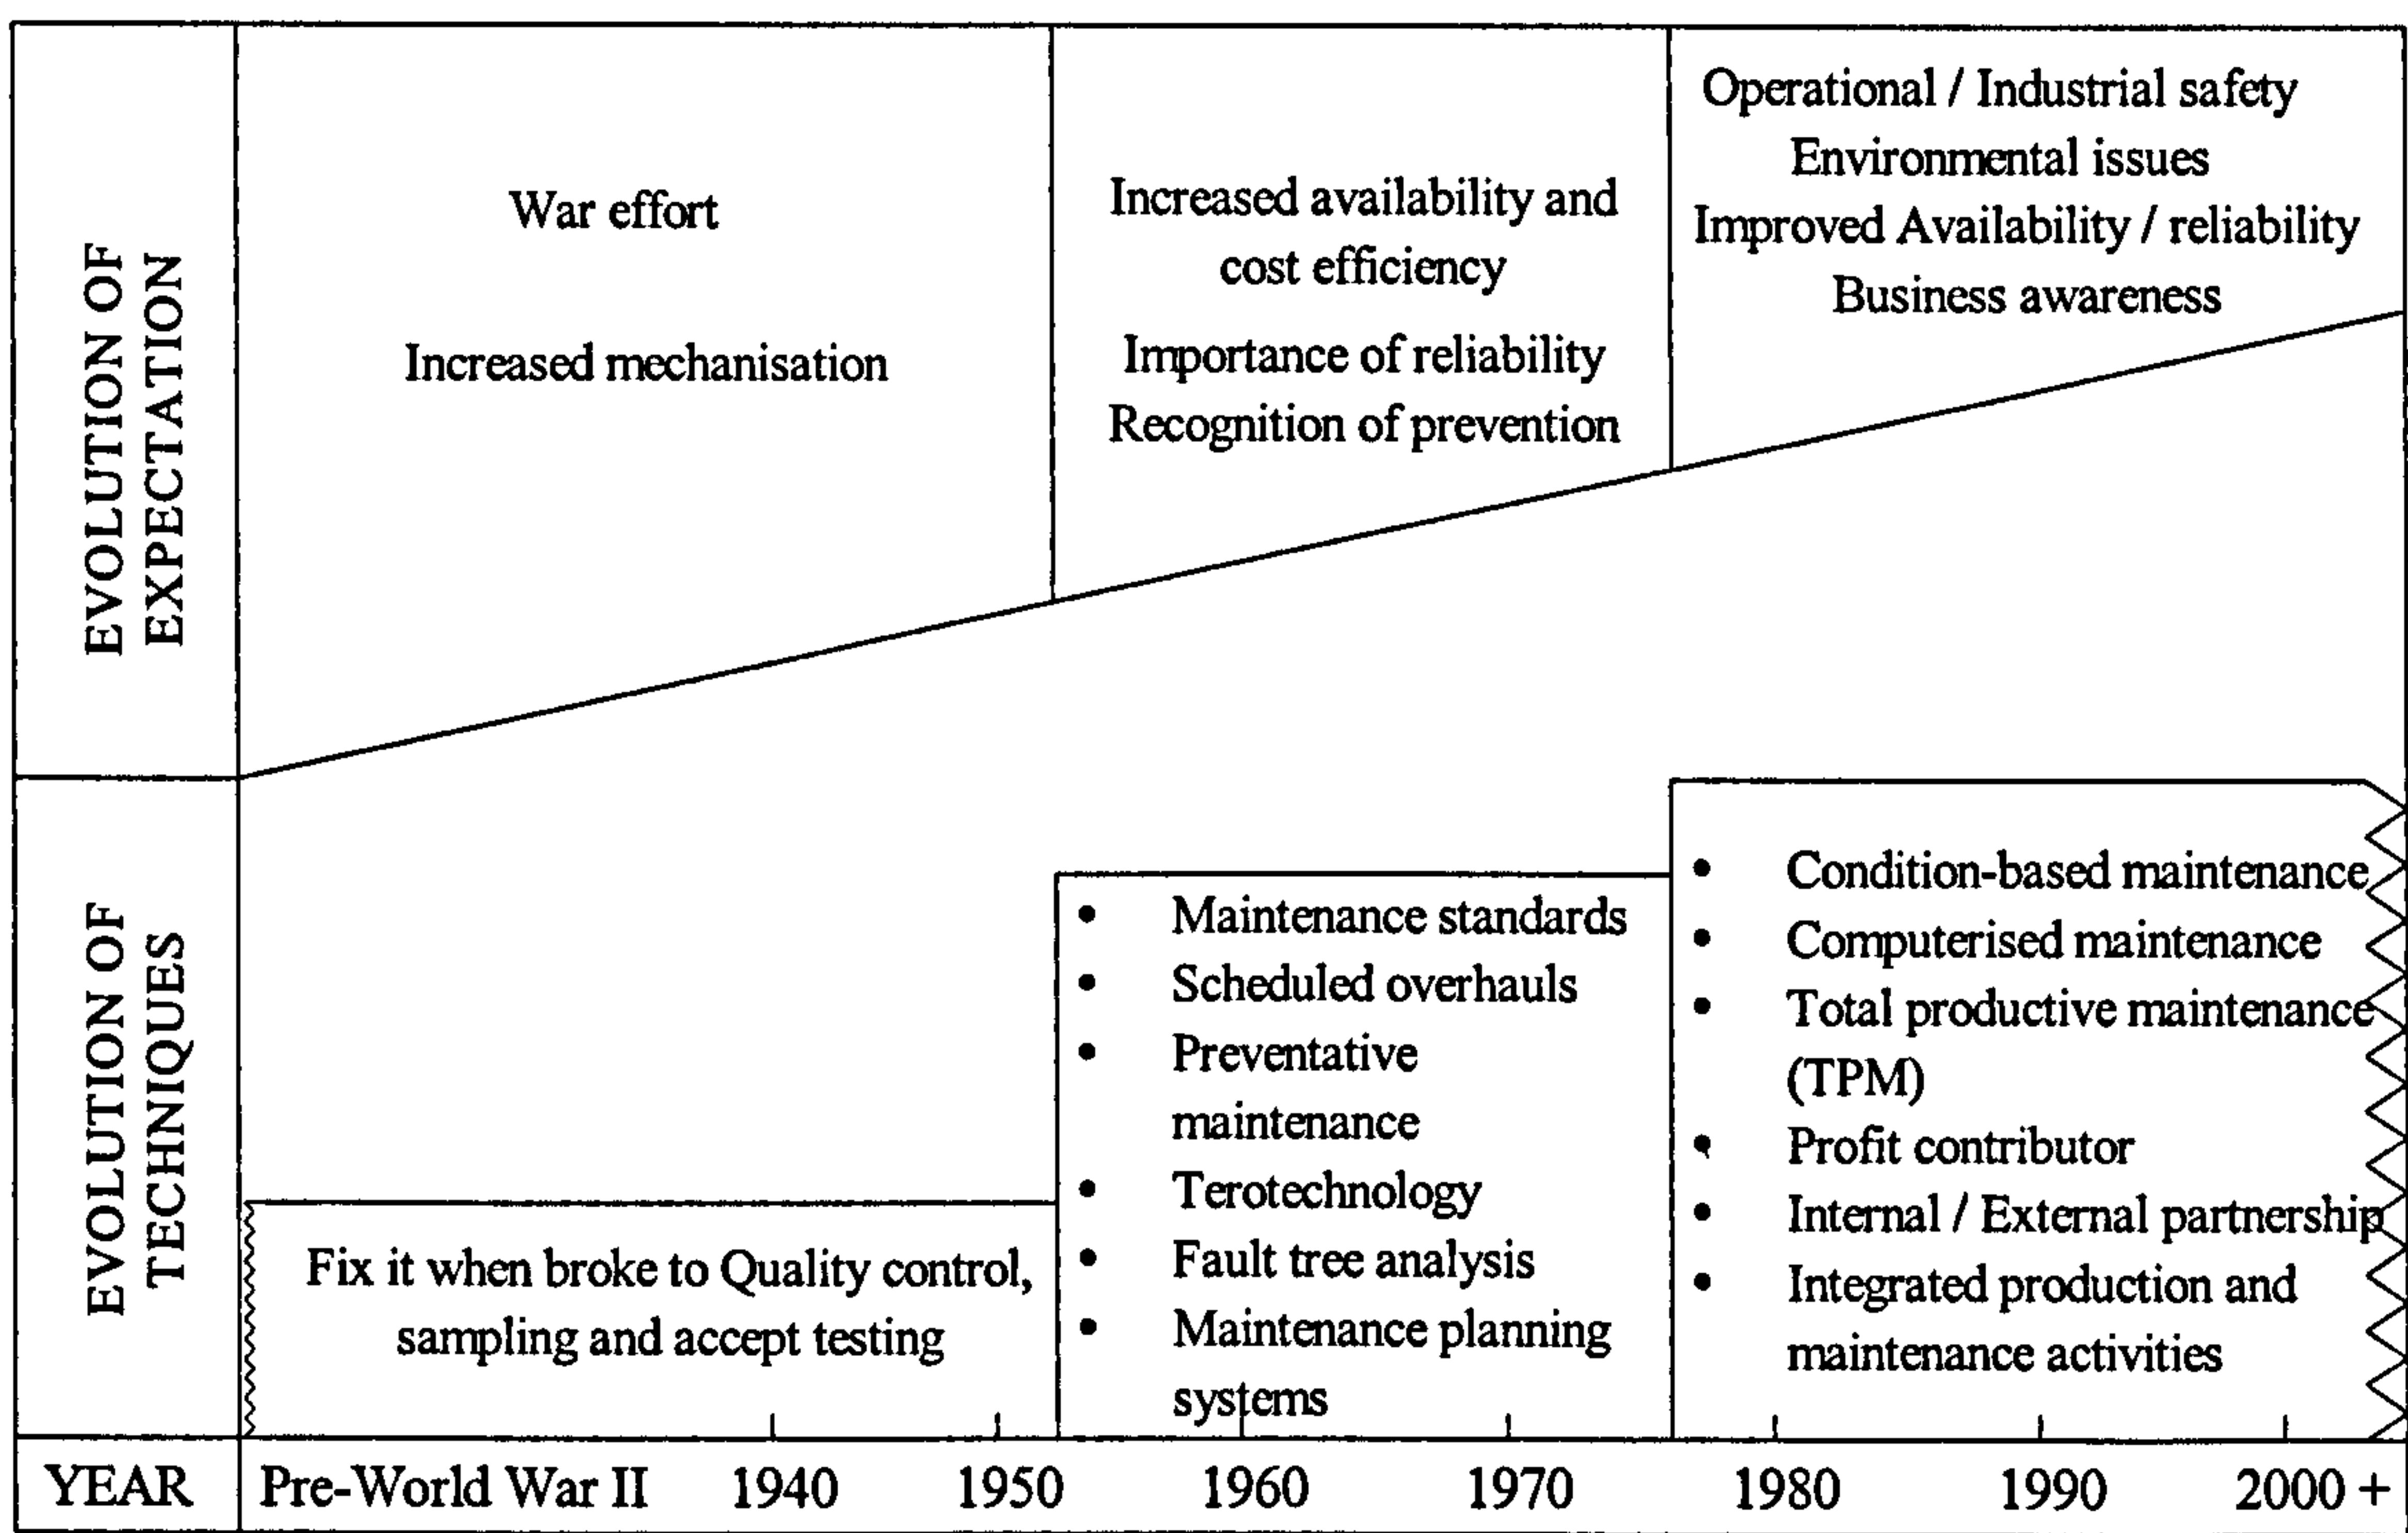 EVOLUTION OF
EXPECTATION
War effort
Increased mechanisation
Increased availability and
cost efficiency
Importance of reliability
Recognition of prevention
Operational / Industrial safety
Environmental issues
Improved Availability / reliability
Business awareness
EVOLUTION OF
TECHNIQUES
Fix it when broke to Quality control,
sampling and accept testing
• Maintenance standards
• Scheduled overhauls
• Preventative
maintenance
• Terotechnology
• Fault tree analysis
• Maintenance planning
systems
• Condition-based maintenance
• Computerised maintenance
• Total productive maintenance
(TPM)
• Profit contributor
• Internal / External partnership
• Integrated production and
maintenance activities
YEAR Pre-World War II 1940 1950 1960 1970 1980 1990 2000 +